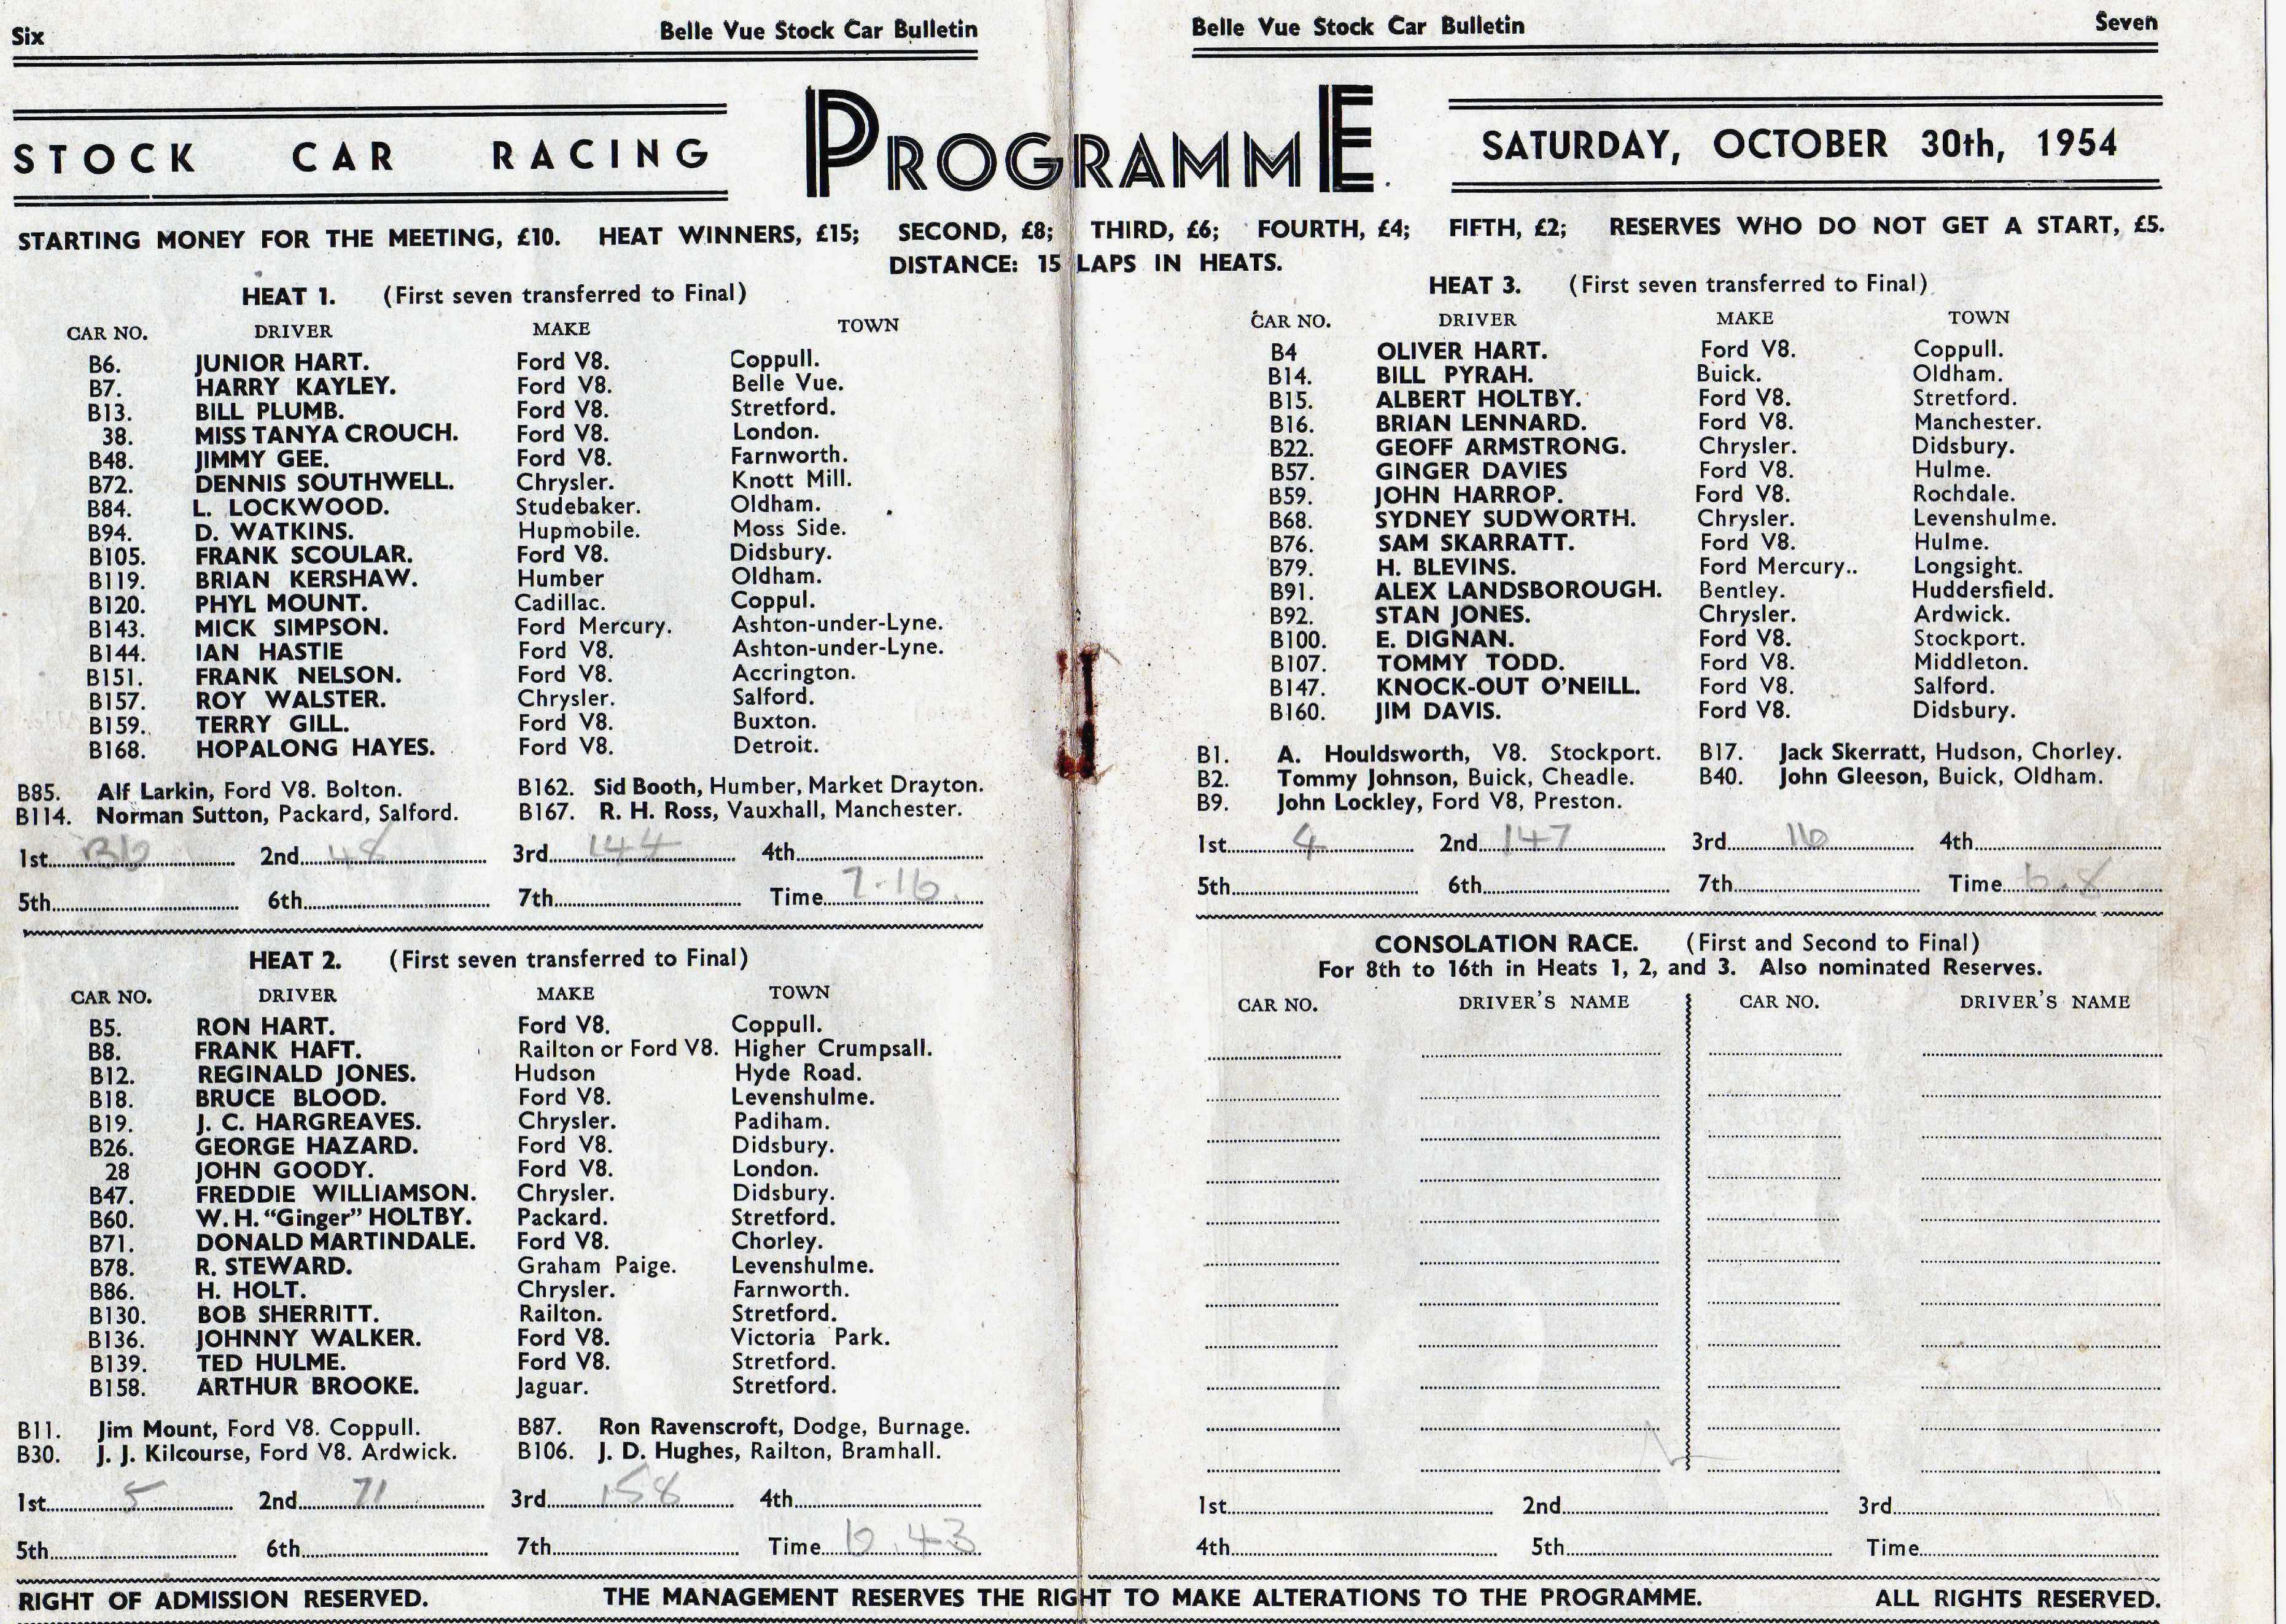 Six Belle Vue Stock Car Bulletin
STOCK CAR RACING
Belle Vue Stock Car Bulletin Seven
PROGRAMME
SATURDAY, OCTOBER 30th, 1954
STARTING MONEY FOR THE MEETING, £10. HEAT WINNERS, £15; SECOND, £8; THIRD, £6; FOURTH, £4; FIFTH, £2; RESERVES WHO DO NOT GET A START, £5.
DISTANCE: 15 LAPS IN HEATS.
HEAT 1. (First seven transferred to Final)
CAR NO. DRIVER MAKE TOWN
B6. JUNIOR HART. Ford V8. Coppull.
B7. HARRY KAYLEY. Ford V8. Belle Vue.
B13. BILL PLUMB. Ford V8. Stretford.
38. MISS TANYA CROUCH. Ford V8. London.
B48. JIMMY GEE. Ford V8. Farnworth.
B72. DENNIS SOUTHWELL. Chrysler. Knott Mill.
B84. L. LOCKWOOD. Studebaker. Oldham.
B94. D. WATKINS. Hupmobile. Moss Side.
B105. FRANK SCOULAR. Ford V8. Didsbury.
B119. BRIAN KERSHAW. Humber Oldham.
B120. PHYL MOUNT. Cadillac. Coppul.
B143. MICK SIMPSON. Ford Mercury. Ashton-under-Lyne.
B144. IAN HASTIE Ford V8. Ashton-under-Lyne.
B151. FRANK NELSON. Ford V8. Accrington.
B157. ROY WALSTER. Chrysler. Salford.
B159. TERRY GILL. Ford V8. Buxton.
B168. HOPALONG HAYES. Ford V8. Detroit.
B85. Alf Larkin, Ford V8. Bolton. B162. Sid Booth, Humber, Market Drayton.
B114. Norman Sutton, Packard, Salford. B167. R. H. Ross, Vauxhall, Manchester.
1st B6 2nd 48 3rd 144 4th
5th 6th 7th Time 7.16.
HEAT 2. (First seven transferred to Final)
CAR NO. DRIVER MAKE TOWN
B5. RON HART. Ford V8. Coppull.
B8. FRANK HAFT. Railton or Ford V8. Higher Crumpsall.
B12. REGINALD JONES. Hudson Hyde Road.
B18. BRUCE BLOOD. Ford V8. Levenshulme.
B19. J. C. HARGREAVES. Chrysler. Padiham.
B26. GEORGE HAZARD. Ford V8. Didsbury.
28 JOHN GOODY. Ford V8. London.
B47. FREDDIE WILLIAMSON. Chrysler. Didsbury.
B60. W. H. "Ginger" HOLTBY. Packard. Stretford.
B71. DONALD MARTINDALE. Ford V8. Chorley.
B78. R. STEWARD. Graham Paige. Levenshulme.
B86. H. HOLT. Chrysler. Farnworth.
B130. BOB SHERRITT. Railton. Stretford.
B136. JOHNNY WALKER. Ford V8. Victoria Park.
B139. TED HULME. Ford V8. Stretford.
B158. ARTHUR BROOKE. Jaguar. Stretford.
B11. Jim Mount, Ford V8. Coppull. B87. Ron Ravenscroft, Dodge, Burnage.
B30. J. J. Kilcourse, Ford V8. Ardwick. B106. J. D. Hughes, Railton, Bramhall.
1st 5 2nd 71 3rd 158 4th
5th 6th 7th Time 6.43
HEAT 3. (First seven transferred to Final)
CAR NO. DRIVER MAKE TOWN
B4 OLIVER HART. Ford V8. Coppull.
B14. BILL PYRAH. Buick. Oldham.
B15. ALBERT HOLTBY. Ford V8. Stretford.
B16. BRIAN LENNARD. Ford V8. Manchester.
B22. GEOFF ARMSTRONG. Chrysler. Didsbury.
B57. GINGER DAVIES Ford V8. Hulme.
B59. JOHN HARROP. Ford V8. Rochdale.
B68. SYDNEY SUDWORTH. Chrysler. Levenshulme.
B76. SAM SKARRATT. Ford V8. Hulme.
B79. H. BLEVINS. Ford Mercury.. Longsight.
B91. ALEX LANDSBOROUGH. Bentley. Huddersfield.
B92. STAN JONES. Chrysler. Ardwick.
B100. E. DIGNAN. Ford V8. Stockport.
B107. TOMMY TODD. Ford V8. Middleton.
B147. KNOCK-OUT O'NEILL. Ford V8. Salford.
B160. JIM DAVIS. Ford V8. Didsbury.
B1. A. Houldsworth, V8. Stockport. B17. Jack Skerratt, Hudson, Chorley.
B2. Tommy Johnson, Buick, Cheadle. B40. John Gleeson, Buick, Oldham.
B9. John Lockley, Ford V8, Preston.
1st 4 2nd 147 3rd 16 4th
5th 6th 7th Time 6.8
CONSOLATION RACE. (First and Second to Final)
For 8th to 16th in Heats 1, 2, and 3. Also nominated Reserves.
CAR NO. DRIVER'S NAME CAR NO. DRIVER'S NAME
1st 2nd 3rd
4th 5th Time
RIGHT OF ADMISSION RESERVED. THE MANAGEMENT RESERVES THE RIGHT TO MAKE ALTERATIONS TO THE PROGRAMME. ALL RIGHTS RESERVED.